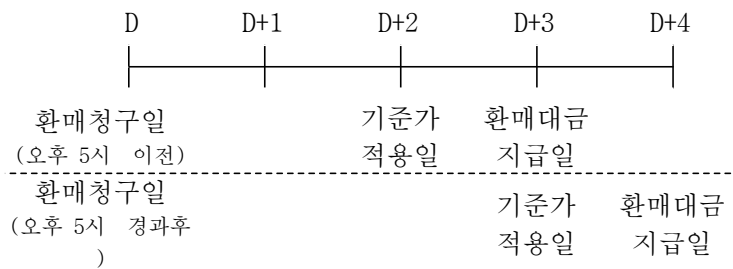 D D+1 D+2 D+3 D+4
환매청구일 기준가 환매대금
(오후 5시 이전) 적용일 지급일
환매청구일 기준가 환매대금
(오후 5시 경과후 적용일 지급일
)